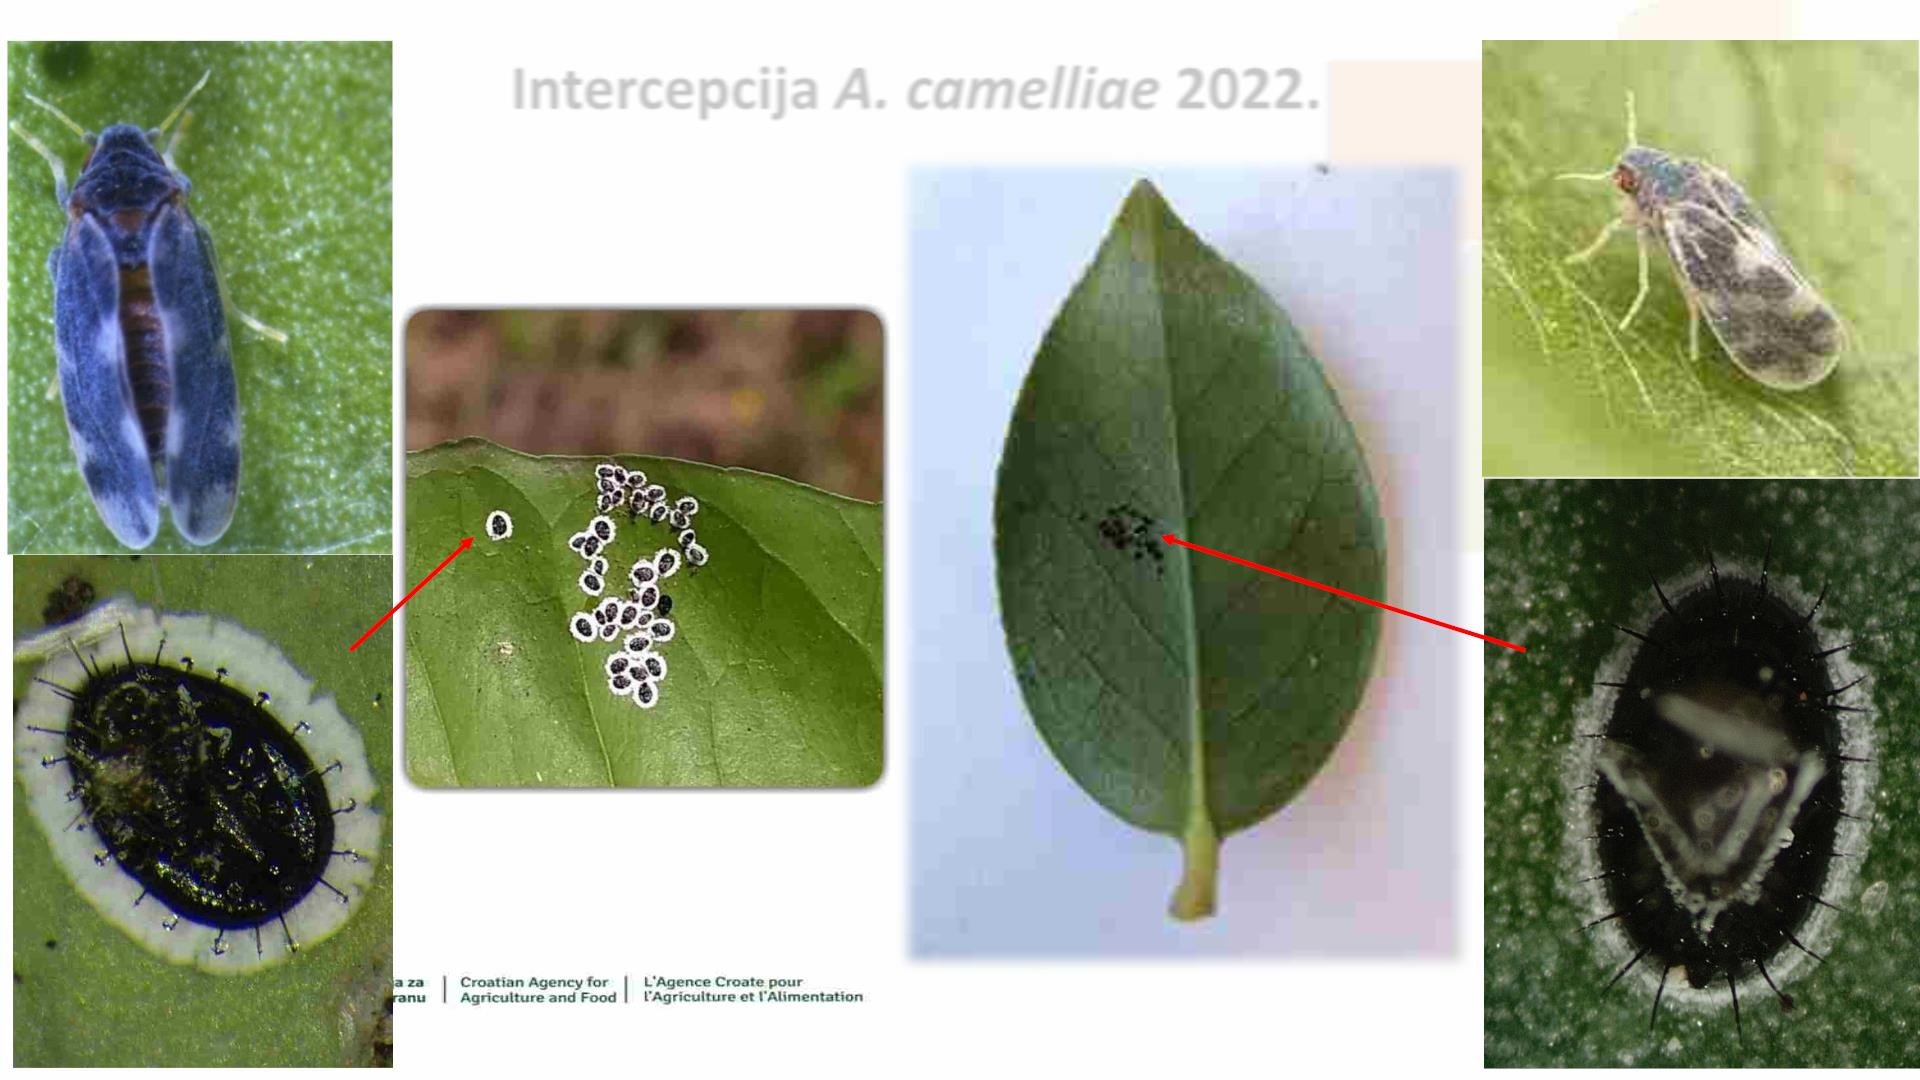 Intercepcija A. camelliae 2022.
a za
ranu
Croatian Agency for
Agriculture and Food
L'Agence Croate pour
l'Agriculture et l'Alimentation